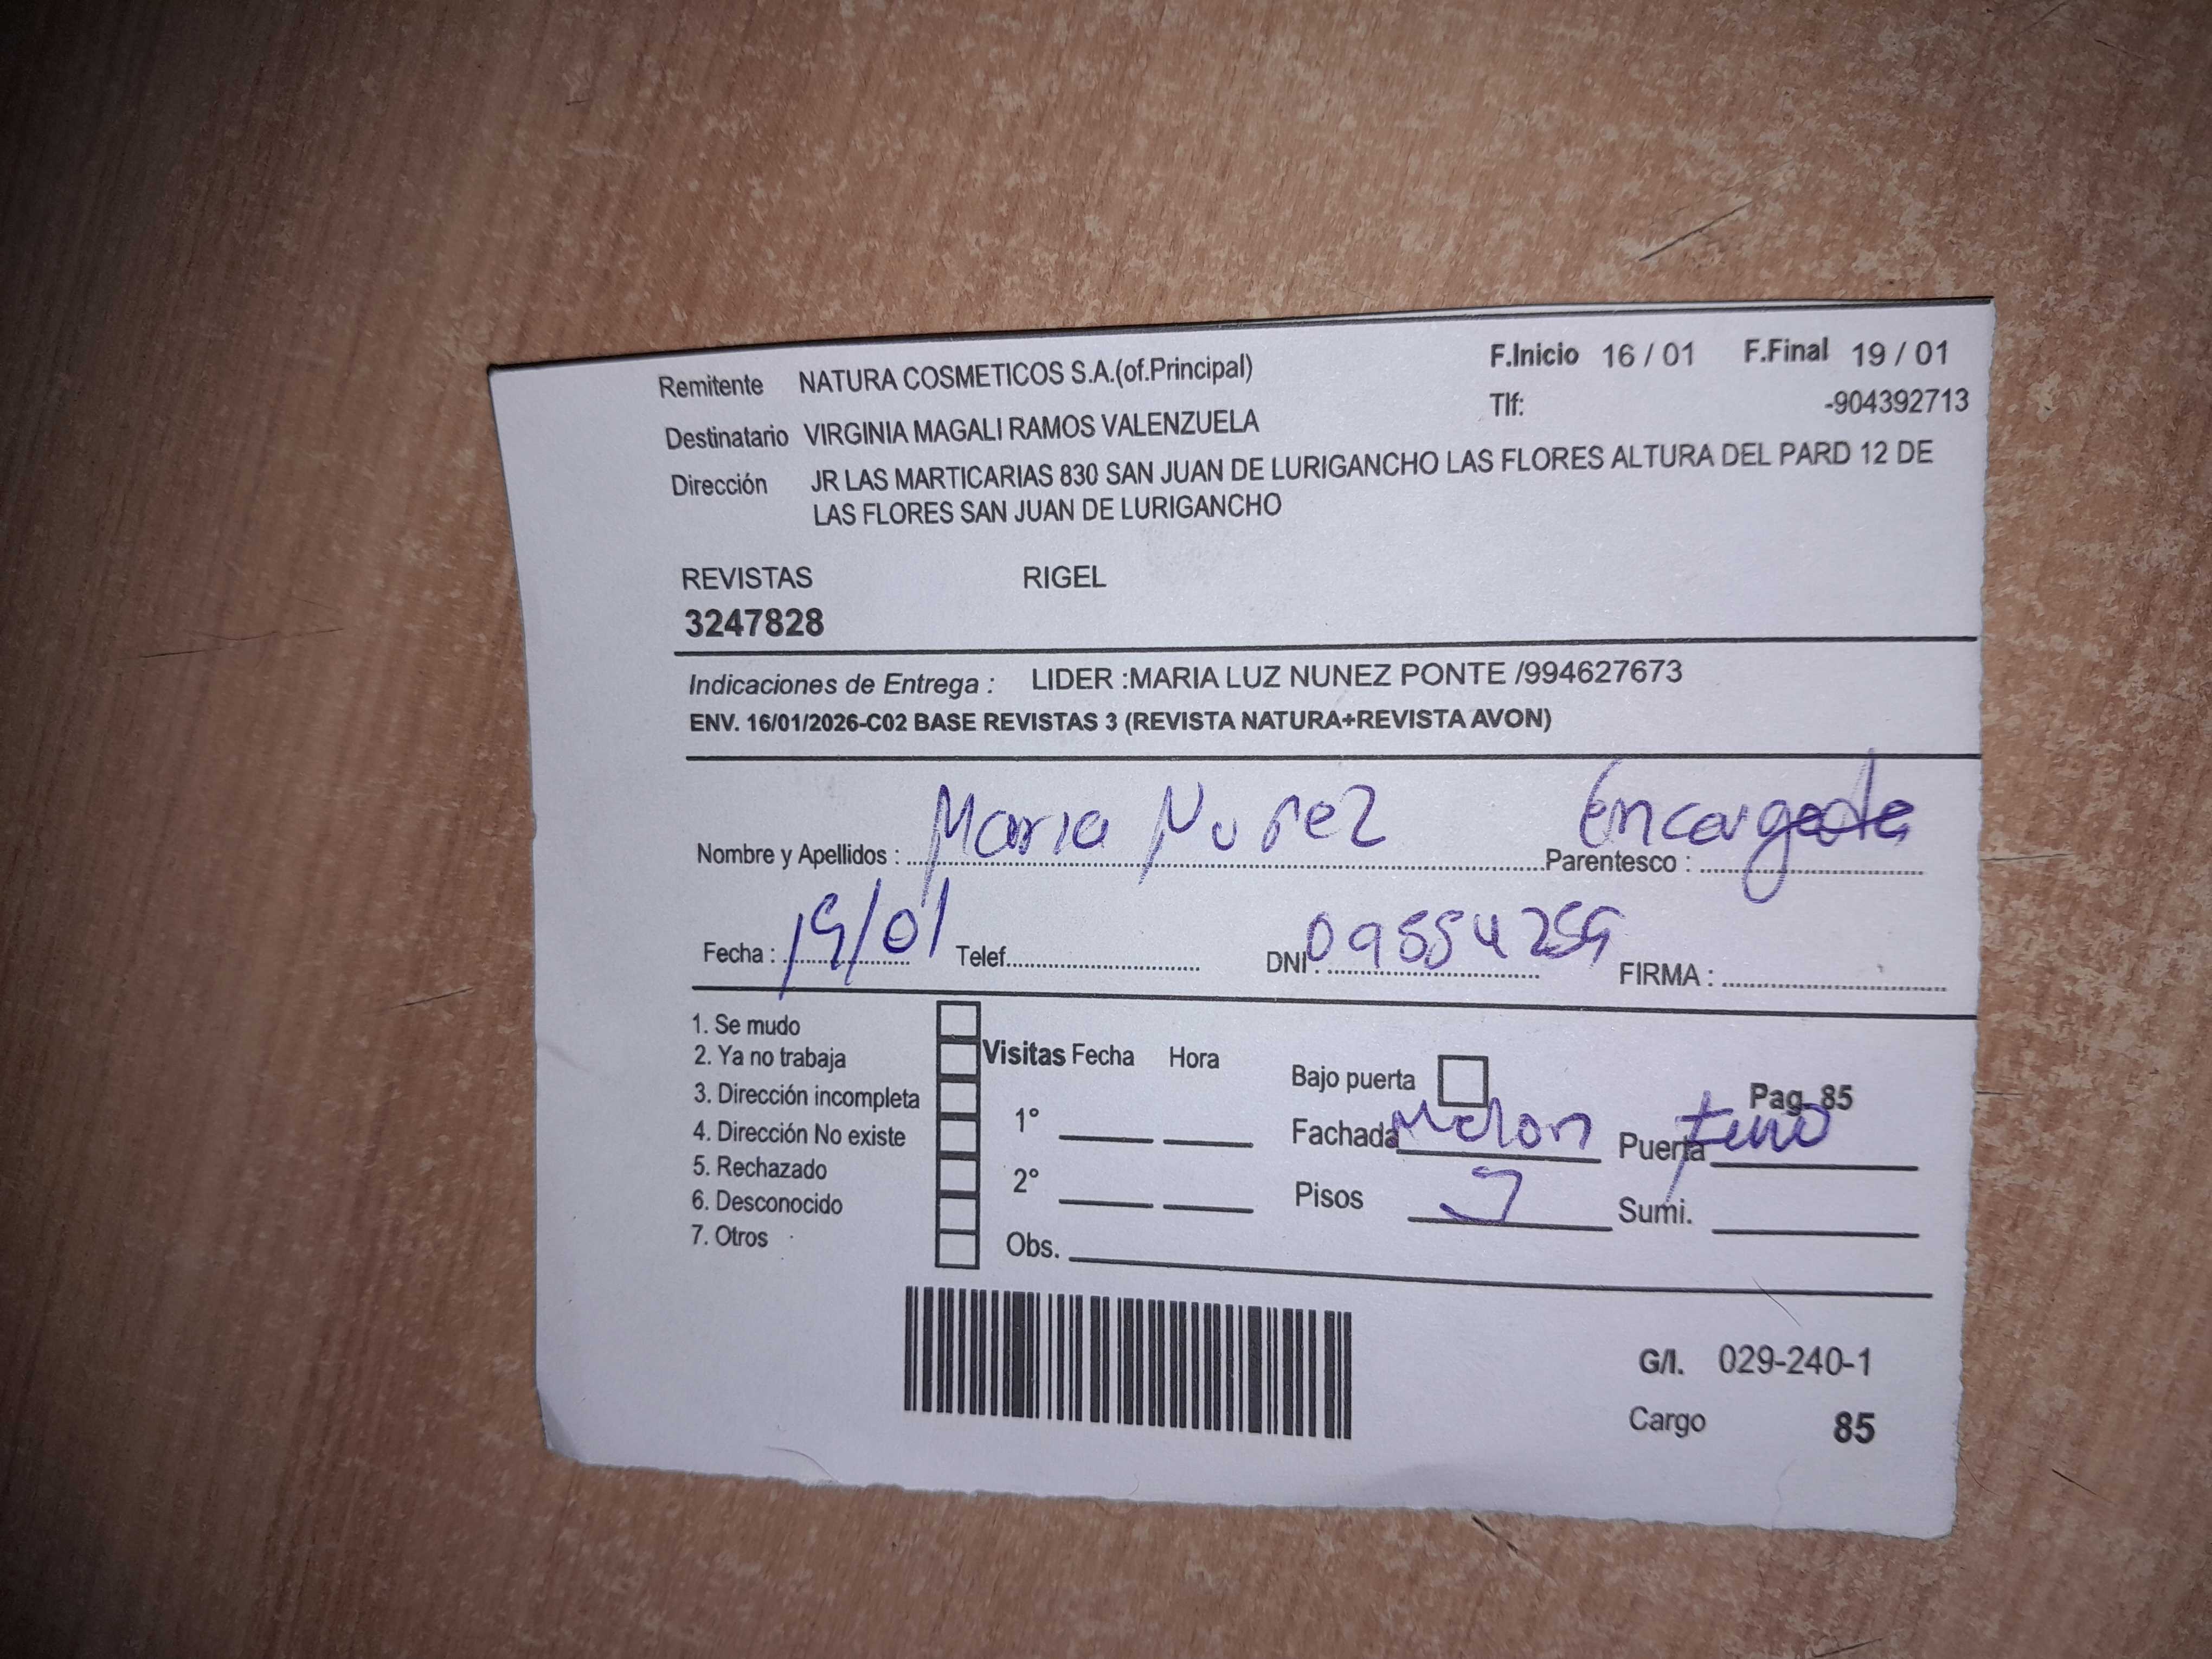 Remitente NATURA COSMETICOS S.A.(of.Principal) F.Inicio 16 / 01 F.Final 19 / 01
Destinatario VIRGINIA MAGALI RAMOS VALENZUELA Tlf: -904392713
Dirección JR LAS MARTICARIAS 830 SAN JUAN DE LURIGANCHO LAS FLORES ALTURA DEL PARD 12 DE
LAS FLORES SAN JUAN DE LURIGANCHO
REVISTAS RIGEL
3247828
Indicaciones de Entrega : LIDER :MARIA LUZ NUNEZ PONTE /994627673
ENV. 16/01/2026-C02 BASE REVISTAS 3 (REVISTA NATURA+REVISTA AVON)
Nombre y Apellidos : Maria Nuñez Parentesco : Encargada
Fecha : 19/01 Telef. DNI : FIRMA :
1. Se mudo
2. Ya no trabaja Visitas Fecha Hora Bajo puerta
3. Dirección incompleta 1° Pag. 85
4. Dirección No existe Fachada Melon Puerta
5. Rechazado 2° Pisos Sumi.
6. Desconocido
7. Otros Obs.
G/I. 029-240-1
Cargo 85